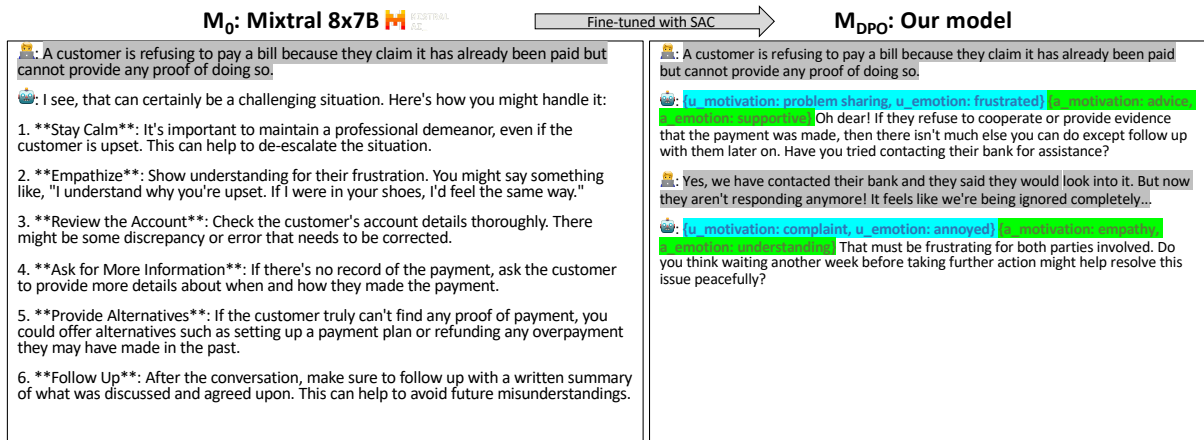 M0: Mixtral 8x7B MISTRAL AI_
Fine-tuned with SAC
MDPO: Our model
: A customer is refusing to pay a bill because they claim it has already been paid but
cannot provide any proof of doing so.
: I see, that can certainly be a challenging situation. Here's how you might handle it:
1. **Stay Calm**: It's important to maintain a professional demeanor, even if the
customer is upset. This can help to de-escalate the situation.
2. **Empathize**: Show understanding for their frustration. You might say something
like, "I understand why you're upset. If I were in your shoes, I'd feel the same way."
3. **Review the Account**: Check the customer's account details thoroughly. There
might be some discrepancy or error that needs to be corrected.
4. **Ask for More Information**: If there's no record of the payment, ask the customer
to provide more details about when and how they made the payment.
5. **Provide Alternatives**: If the customer truly can't find any proof of payment, you
could offer alternatives such as setting up a payment plan or refunding any overpayment
they may have made in the past.
6. **Follow Up**: After the conversation, make sure to follow up with a written summary
of what was discussed and agreed upon. This can help to avoid future misunderstandings.
: A customer is refusing to pay a bill because they claim it has already been paid
but cannot provide any proof of doing so.
: {u_motivation: problem sharing, u_emotion: frustrated} {a_motivation: advice,
a_emotion: supportive} Oh dear! If they refuse to cooperate or provide evidence
that the payment was made, then there isn't much else you can do except follow up
with them later on. Have you tried contacting their bank for assistance?
: Yes, we have contacted their bank and they said they would look into it. But now
they aren't responding anymore! It feels like we're being ignored completely...
: {u_motivation: complaint, u_emotion: annoyed} {a_motivation: empathy,
a_emotion: understanding} That must be frustrating for both parties involved. Do
you think waiting another week before taking further action might help resolve this
issue peacefully?